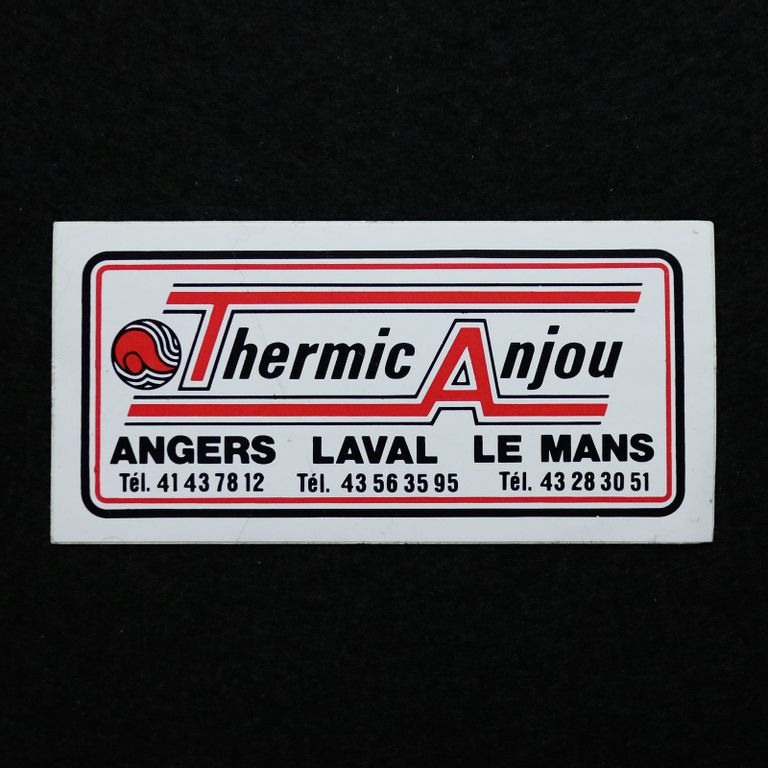 Thermic Anjou
ANGERS LAVAL LE MANS
Tél. 41 43 78 12 Tél. 43 56 35 95 Tél. 43 28 30 51